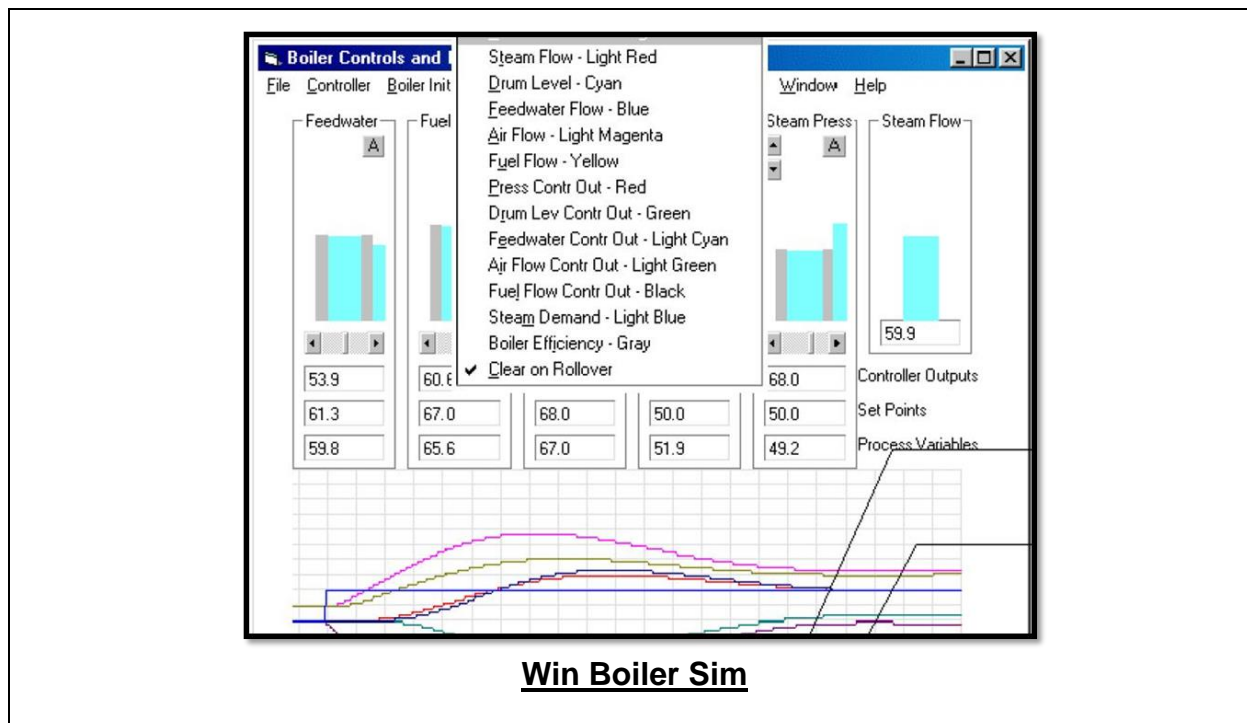 Boiler Controls and
File Controller Boiler Init Window Help
Steam Flow - Light Red
Drum Level - Cyan
Feedwater Flow - Blue
Air Flow - Light Magenta
Fuel Flow - Yellow
Press Contr Out - Red
Drum Lev Contr Out - Green
Feedwater Contr Out - Light Cyan
Air Flow Contr Out - Light Green
Fuel Flow Contr Out - Black
Steam Demand - Light Blue
Boiler Efficiency - Gray
Clear on Rollover
Feedwater Fuel Steam Press Steam Flow
A A
59.9
53.9 60.6 68.0 Controller Outputs
61.3 67.0 68.0 50.0 50.0 Set Points
59.8 65.6 67.0 51.9 49.2 Process Variables
Win Boiler Sim